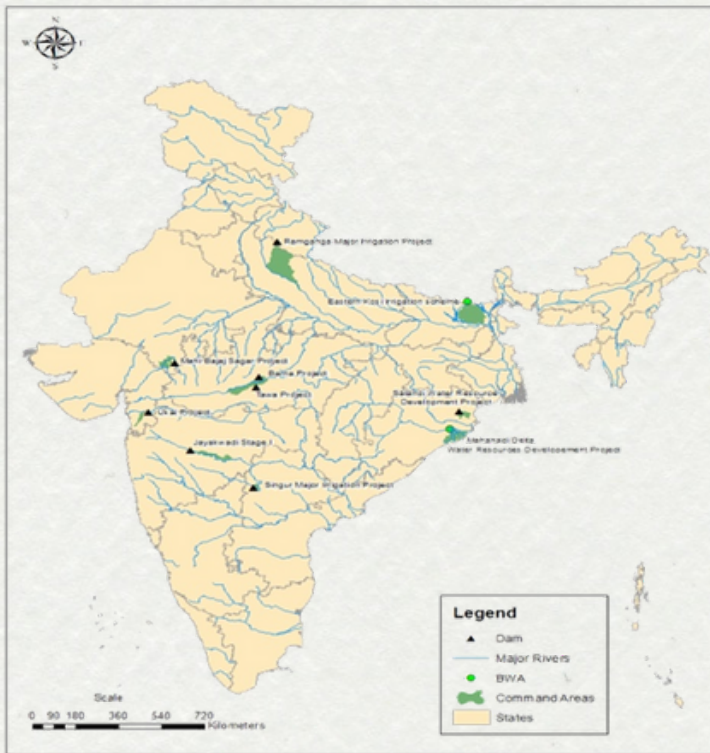 N
W E
S
Ramganga Major Irrigation Project
Eastern Kosi Irrigation scheme
Mahi Bajaj Sagar Project
Barna Project
Tawa Project
Salandi Water Resource
Development Project
Ukai Project
Mahanadi Delta
Water Resources Developement Project
Jayakwadi Stage I
Singur Major Irrigation Project
Legend
Dam
Major Rivers
BWA
Command Areas
States
Scale
0 90 180 360 540 720
Kilometers